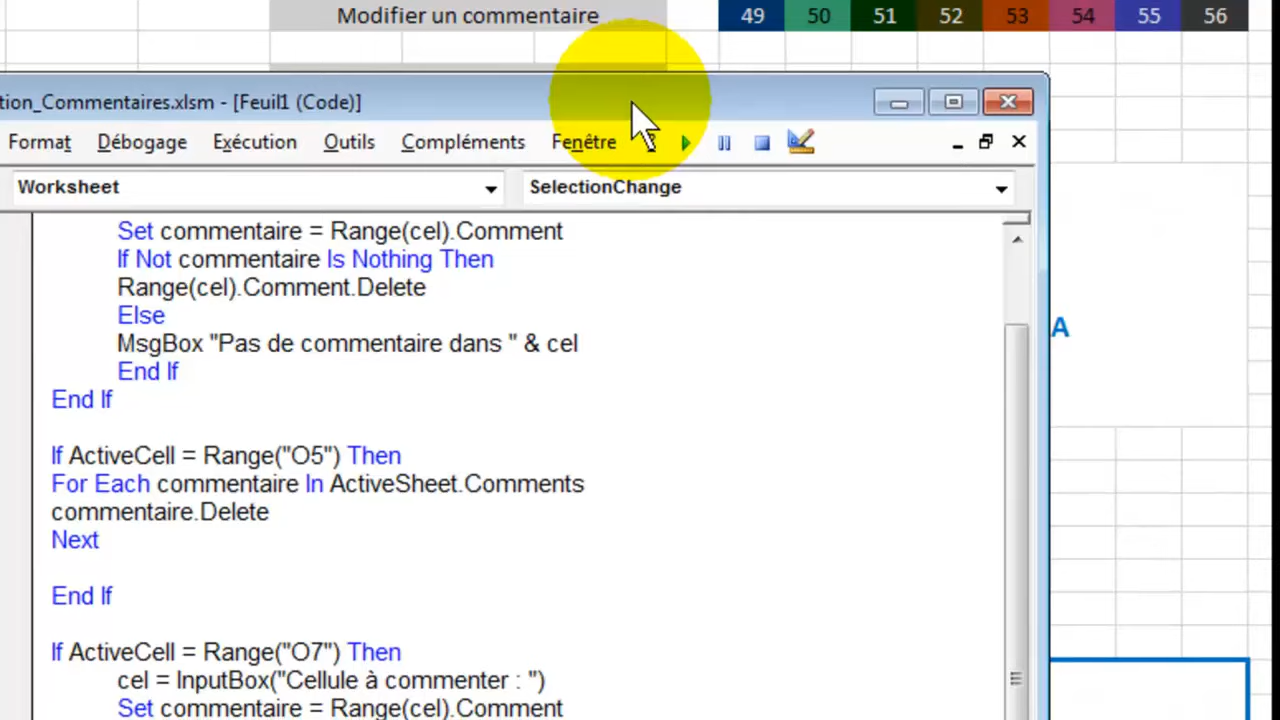 Modifier un commentaire
49 50 51 52 53 54 55 56
tion_Commentaires.xlsm - [Feuil1 (Code)]
Format Débogage Exécution Outils Compléments Fenêtre ?
Worksheet SelectionChange
Set commentaire = Range(cel).Comment
If Not commentaire Is Nothing Then
Range(cel).Comment.Delete
Else
MsgBox "Pas de commentaire dans " & cel
End If
End If
A
If ActiveCell = Range("O5") Then
For Each commentaire In ActiveSheet.Comments
commentaire.Delete
Next
End If
If ActiveCell = Range("O7") Then
cel = InputBox("Cellule à commenter : ")
Set commentaire = Range(cel).Comment